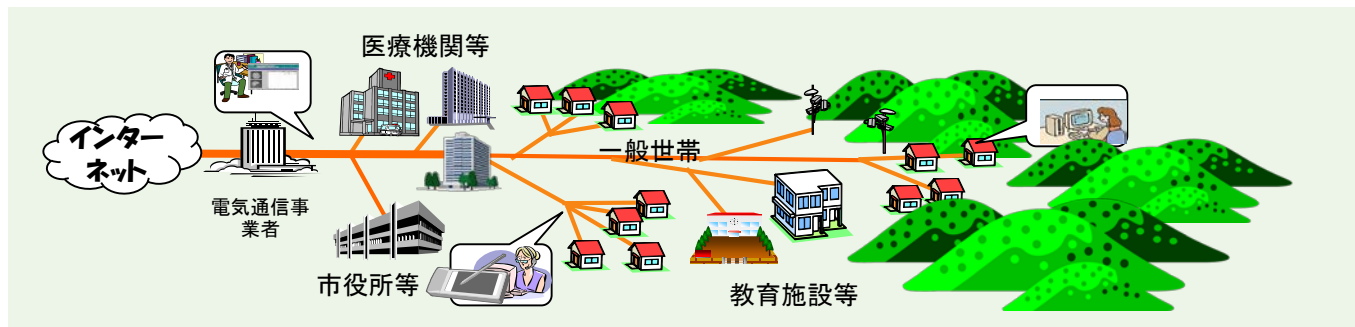 医療機関等
インター
ネット
一般世帯
電気通信事
業者
市役所等
教育施設等